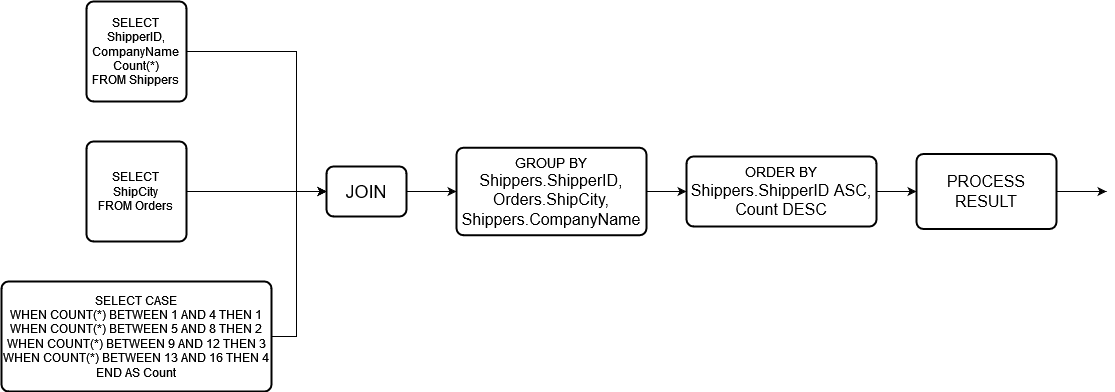 SELECT
ShipperID,
CompanyName
Count(*)
FROM Shippers
SELECT
ShipCity
FROM Orders
SELECT CASE
WHEN COUNT(*) BETWEEN 1 AND 4 THEN 1
WHEN COUNT(*) BETWEEN 5 AND 8 THEN 2
WHEN COUNT(*) BETWEEN 9 AND 12 THEN 3
WHEN COUNT(*) BETWEEN 13 AND 16 THEN 4
END AS Count
JOIN
GROUP BY
Shippers.ShipperID,
Orders.ShipCity,
Shippers.CompanyName
ORDER BY
Shippers.ShipperID ASC,
Count DESC
PROCESS
RESULT